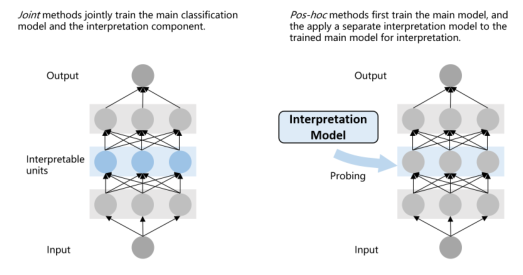 Joint methods jointly train the main classification
model and the interpretation component.
Output
Interpretable
units
Input
Pos-hoc methods first train the main model, and
the apply a separate interpretation model to the
trained main model for interpretation.
Output
Interpretation
Model
Probing
Input